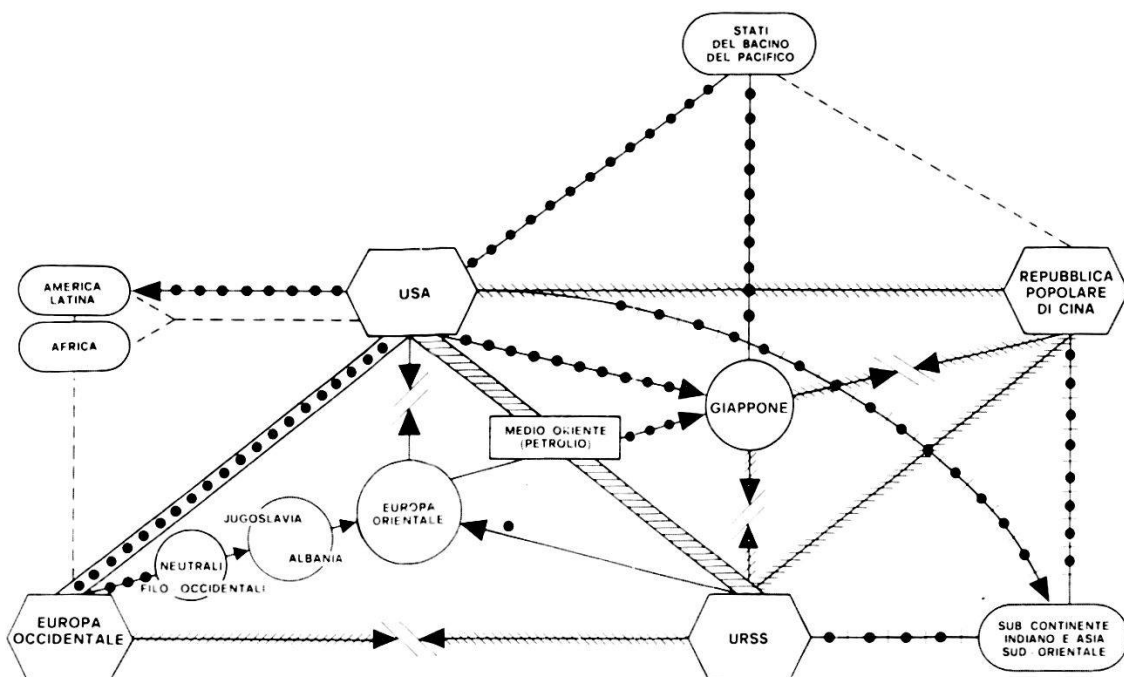 STATI
DEL BACINO
DEL PACIFICO
AMERICA
LATINA
AFRICA
USA
REPUBBLICA
POPOLARE
DI CINA
GIAPPONE
MEDIO ORIENTE
(PETROLIO)
EUROPA
ORIENTALE
JUGOSLAVIA
ALBANIA
NEUTRALI
FILO OCCIDENTALI
EUROPA
OCCIDENTALE
URSS
SUB CONTINENTE
INDIANO E ASIA
SUD-ORIENTALE